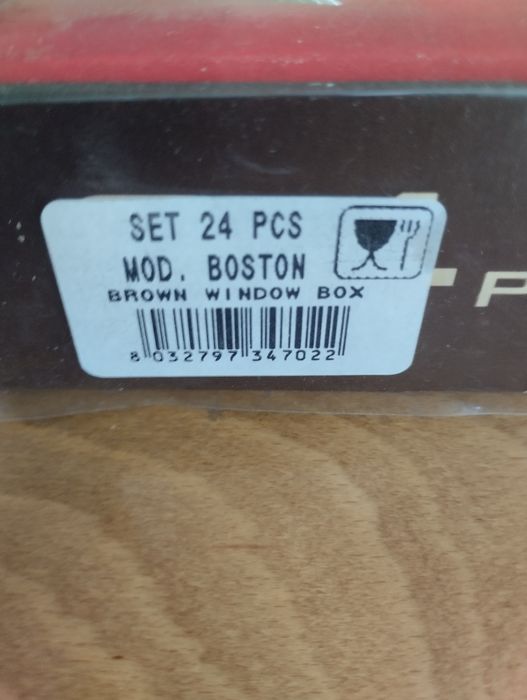 SET 24 PCS
MOD. BOSTON
BROWN WINDOW BOX
8 032797 347022
P